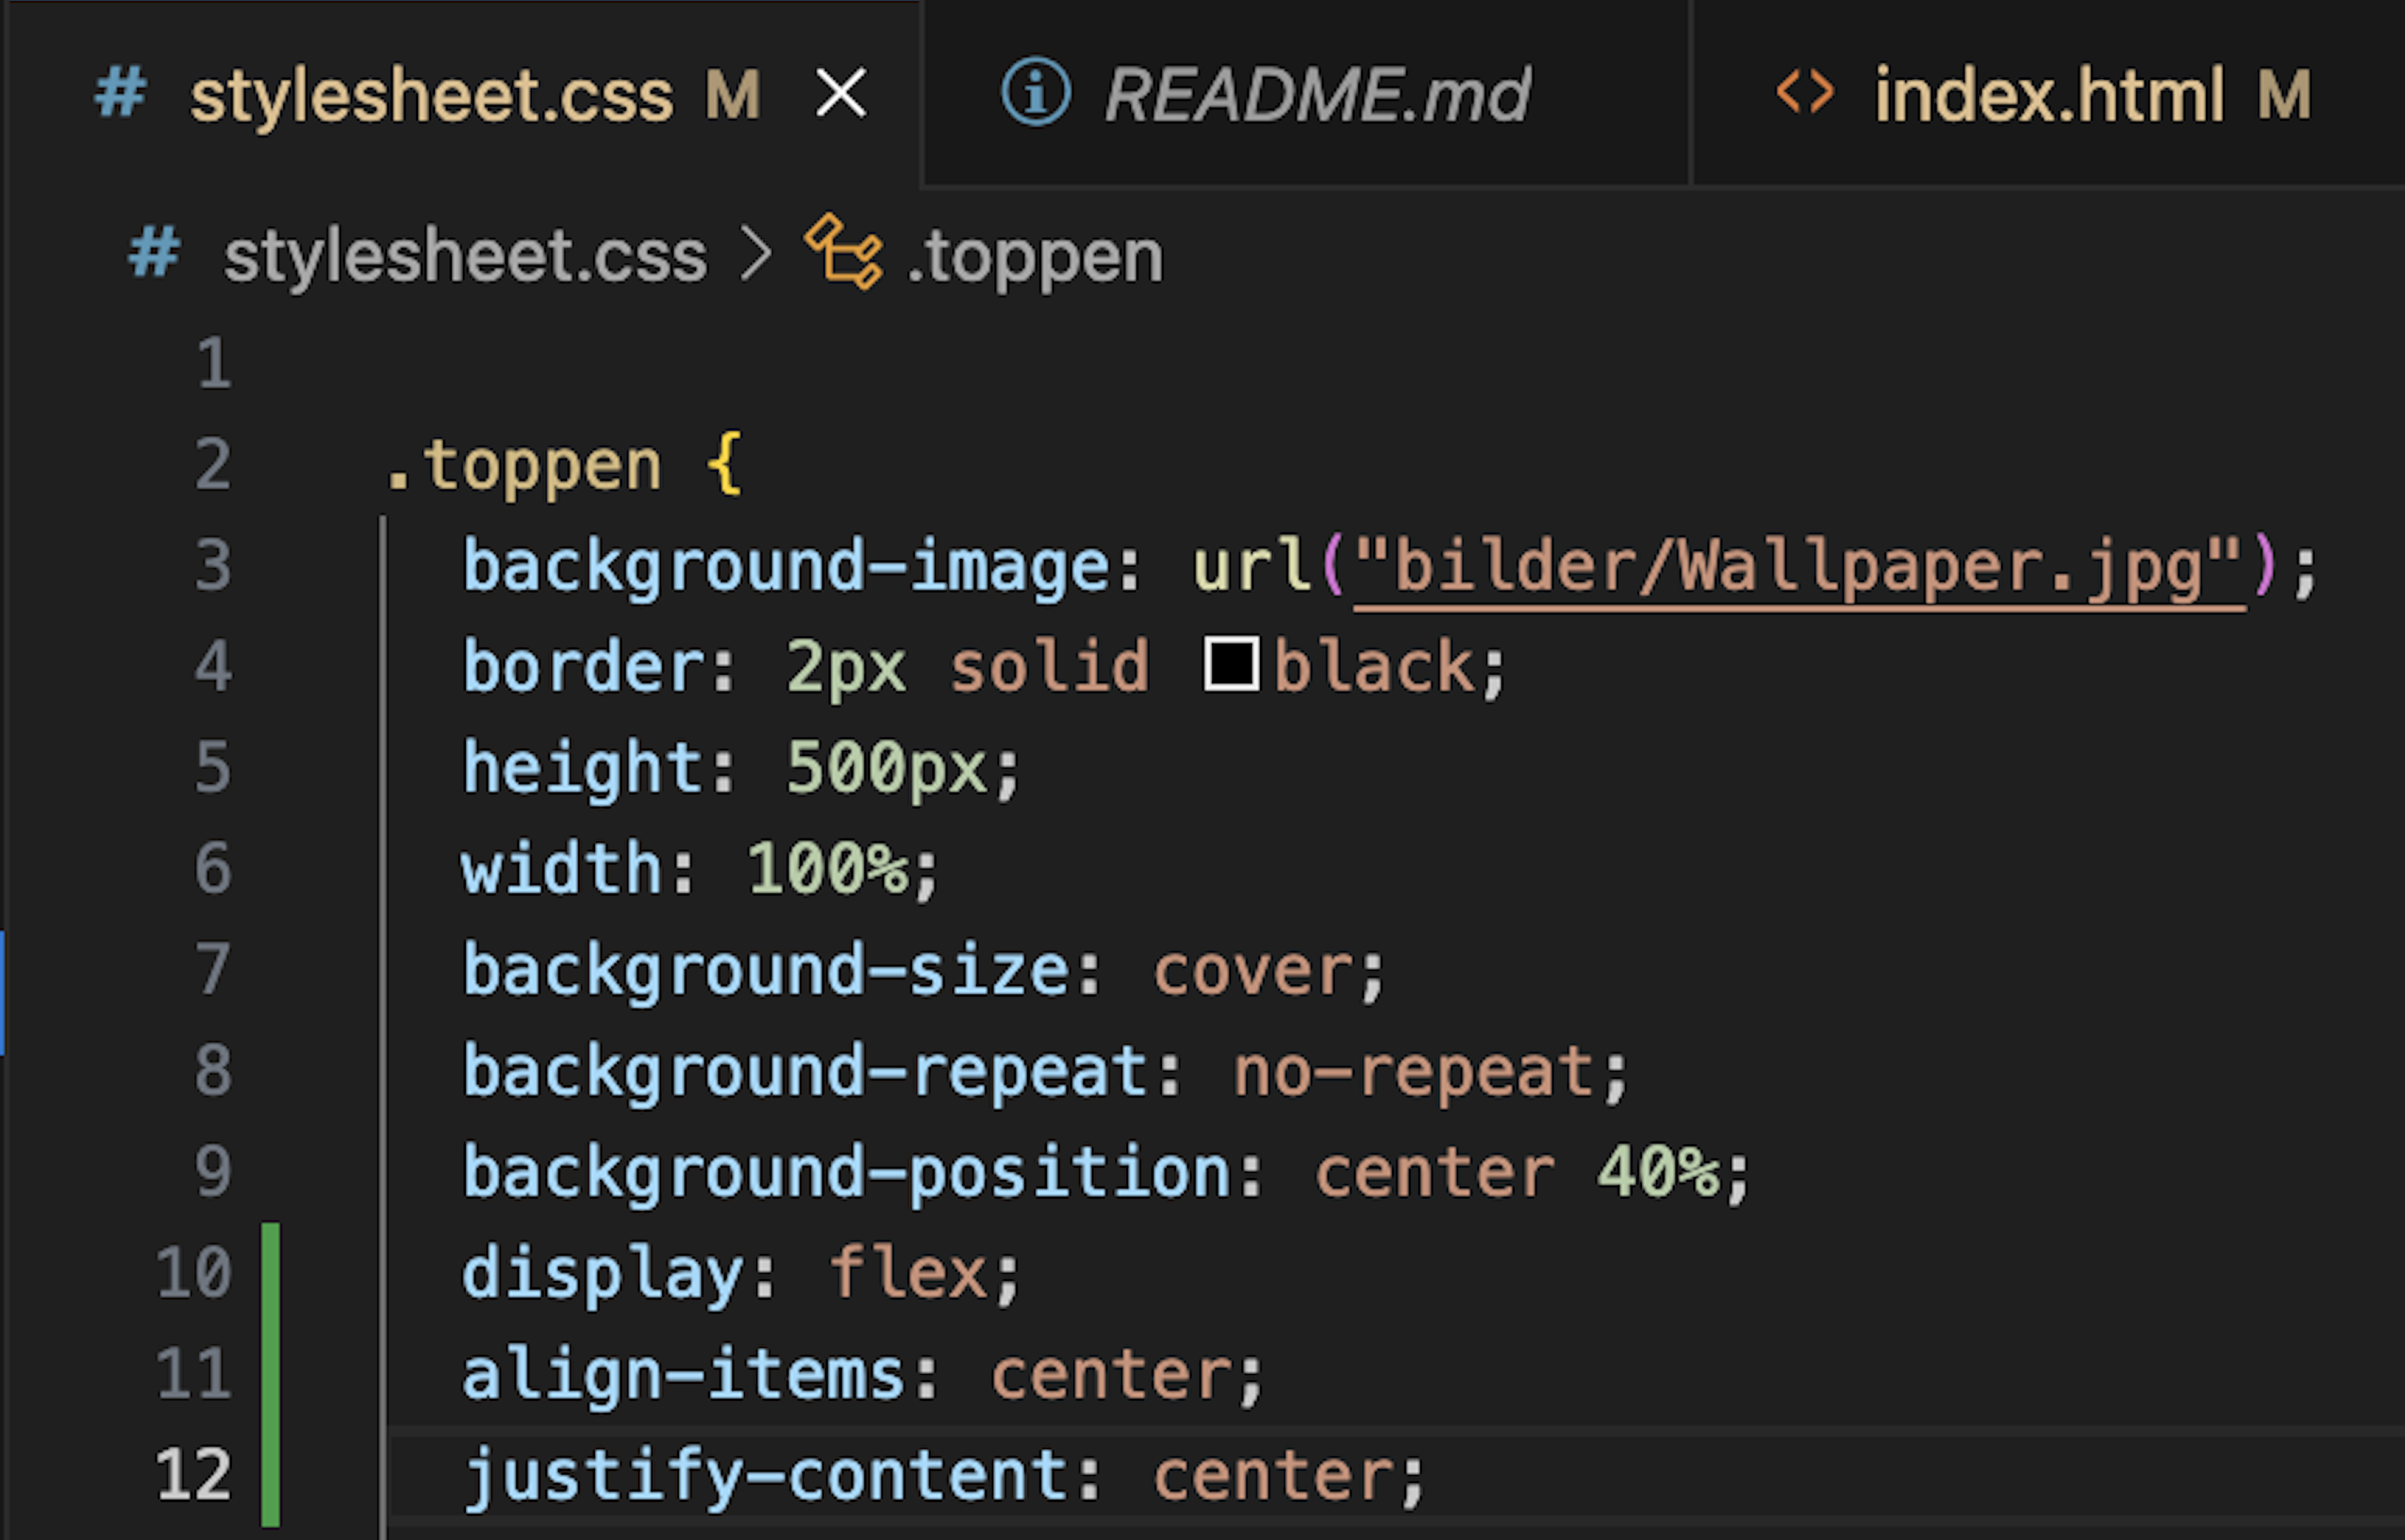 # stylesheet.css M × README.md <> index.html M
# stylesheet.css > .toppen
1
2 .toppen {
3 background-image: url("bilder/Wallpaper.jpg");
4 border: 2px solid black;
5 height: 500px;
6 width: 100%;
7 background-size: cover;
8 background-repeat: no-repeat;
9 background-position: center 40%;
10 display: flex;
11 align-items: center;
12 justify-content: center;